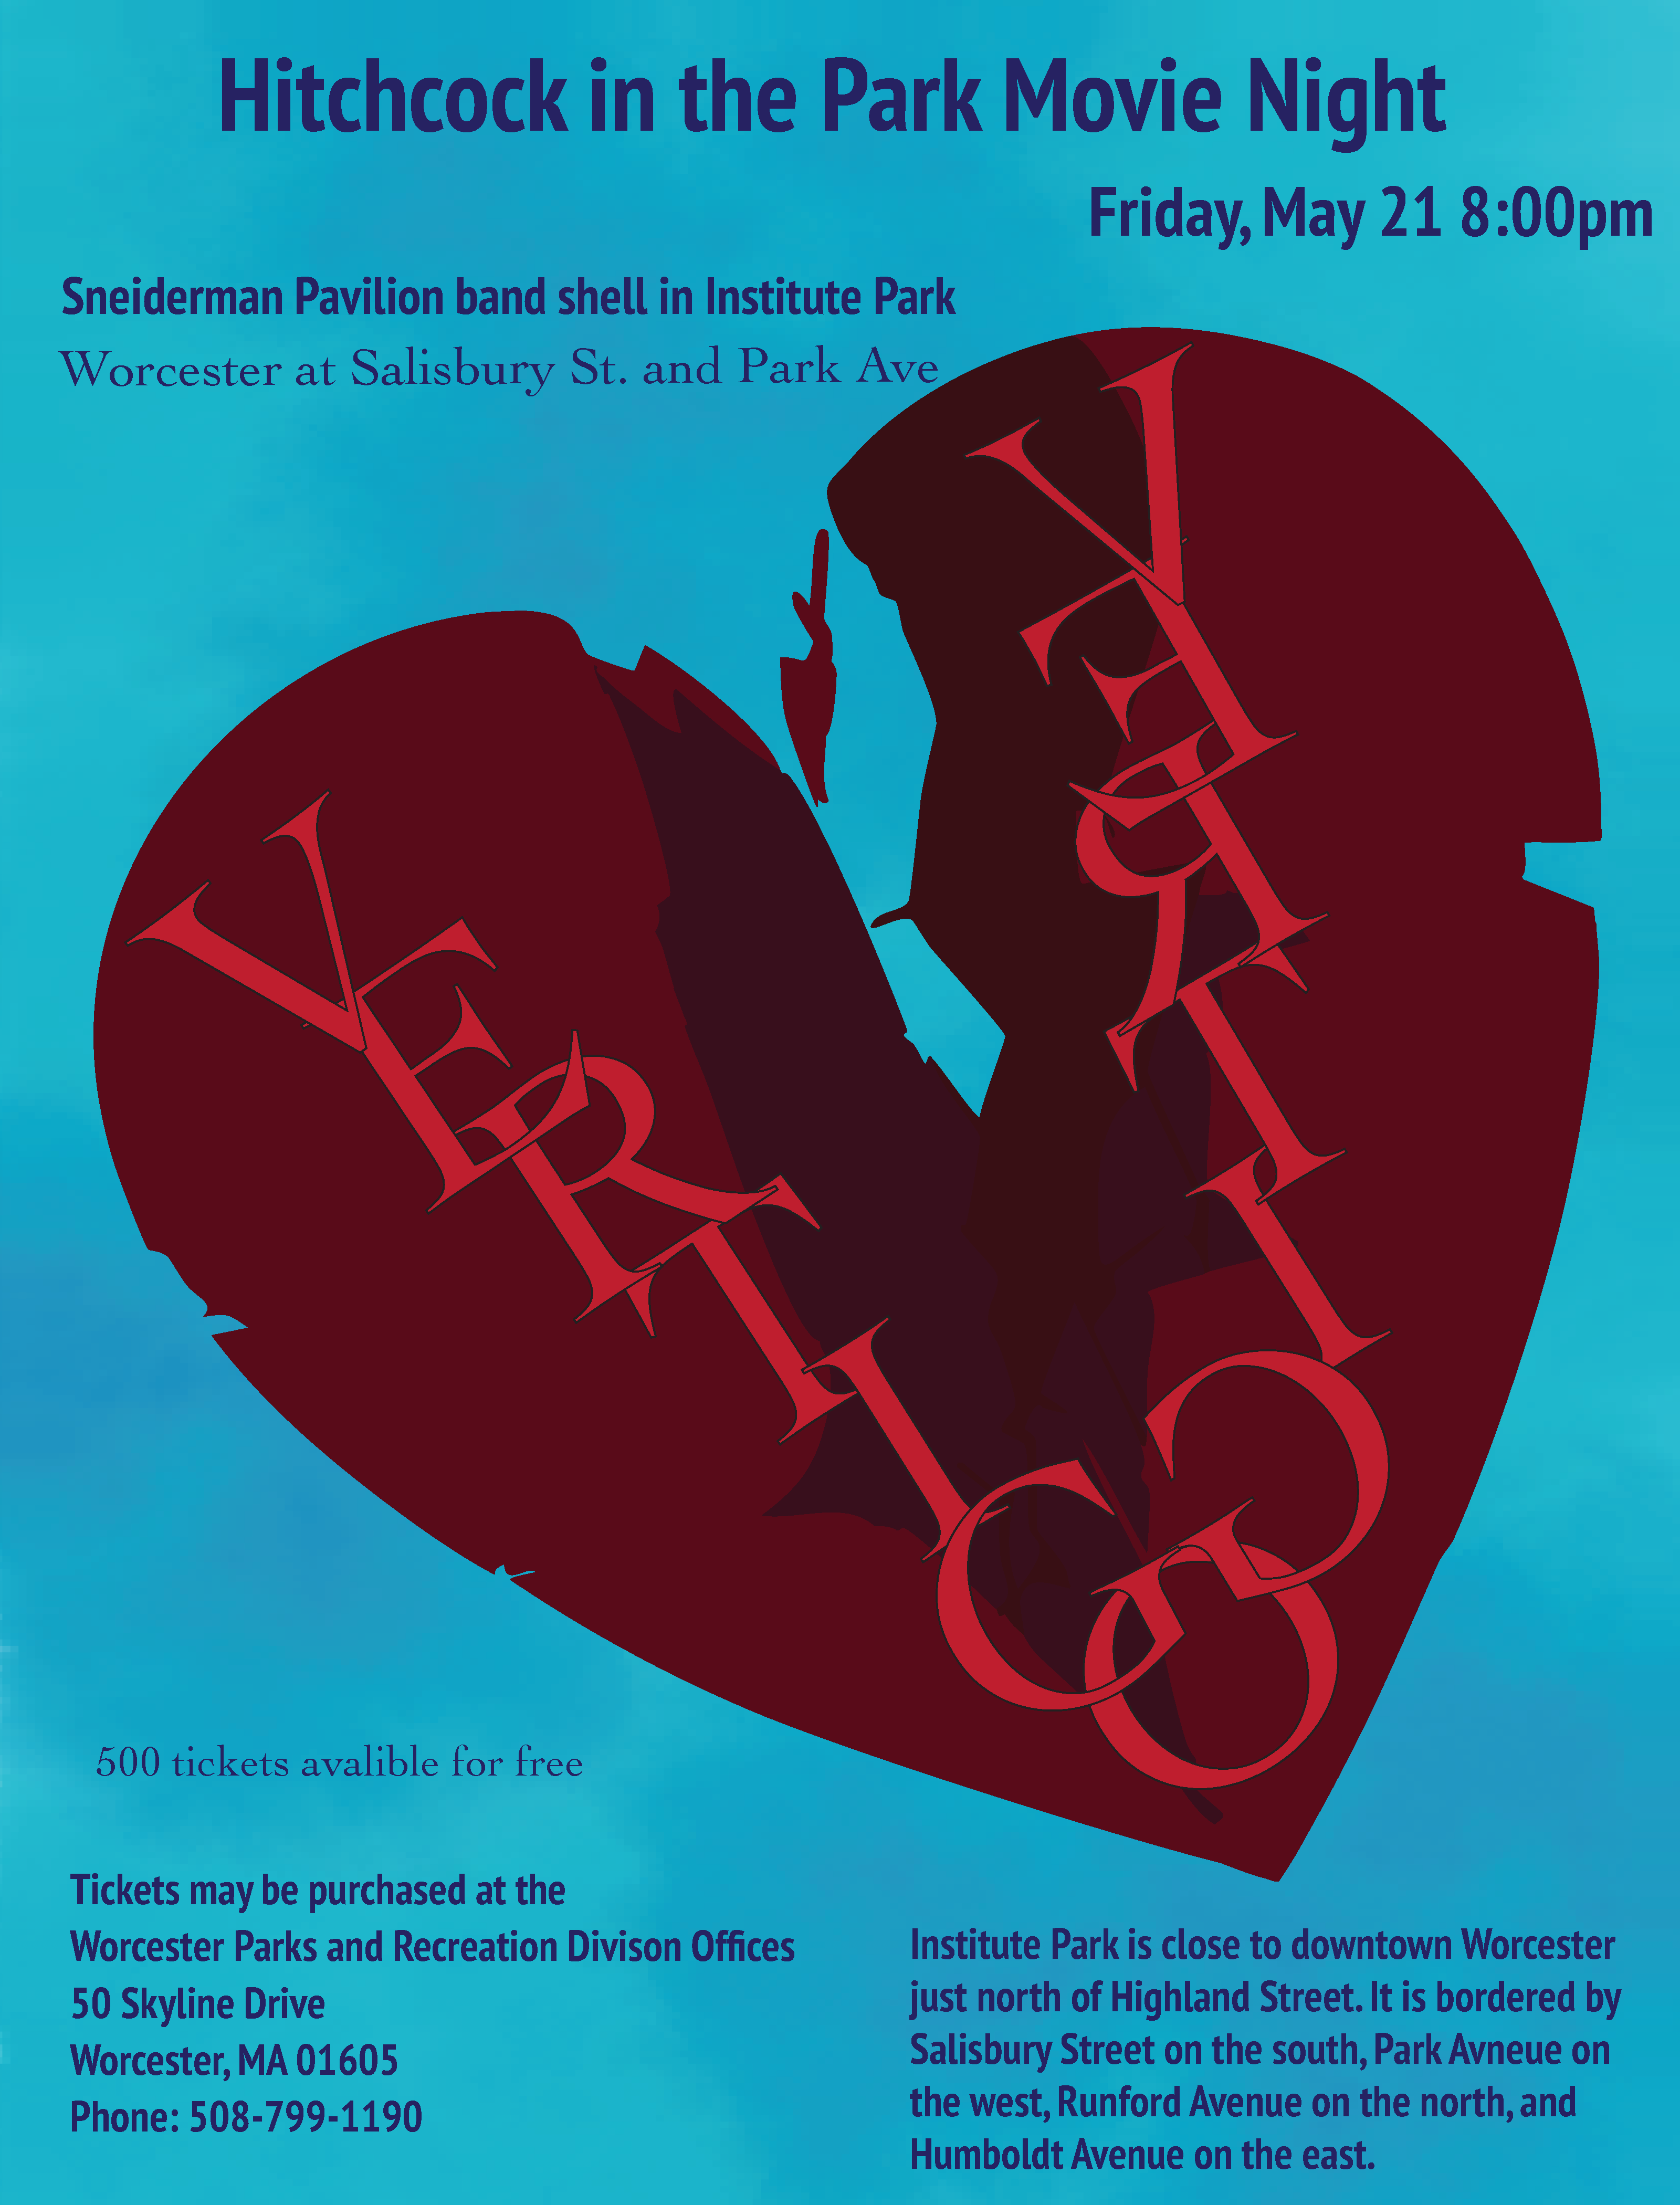 Hitchcock in the Park Movie Night
Friday, May 21 8:00pm
Sneiderman Pavilion band shell in Institute Park
Worcester at Salisbury St. and Park Ave
VERTIGO
VERTIGO
500 tickets avalible for free
Tickets may be purchased at the
Worcester Parks and Recreation Divison Offices
50 Skyline Drive
Worcester, MA 01605
Phone: 508-799-1190
Institute Park is close to downtown Worcester
just north of Highland Street. It is bordered by
Salisbury Street on the south, Park Avneue on
the west, Runford Avenue on the north, and
Humboldt Avenue on the east.